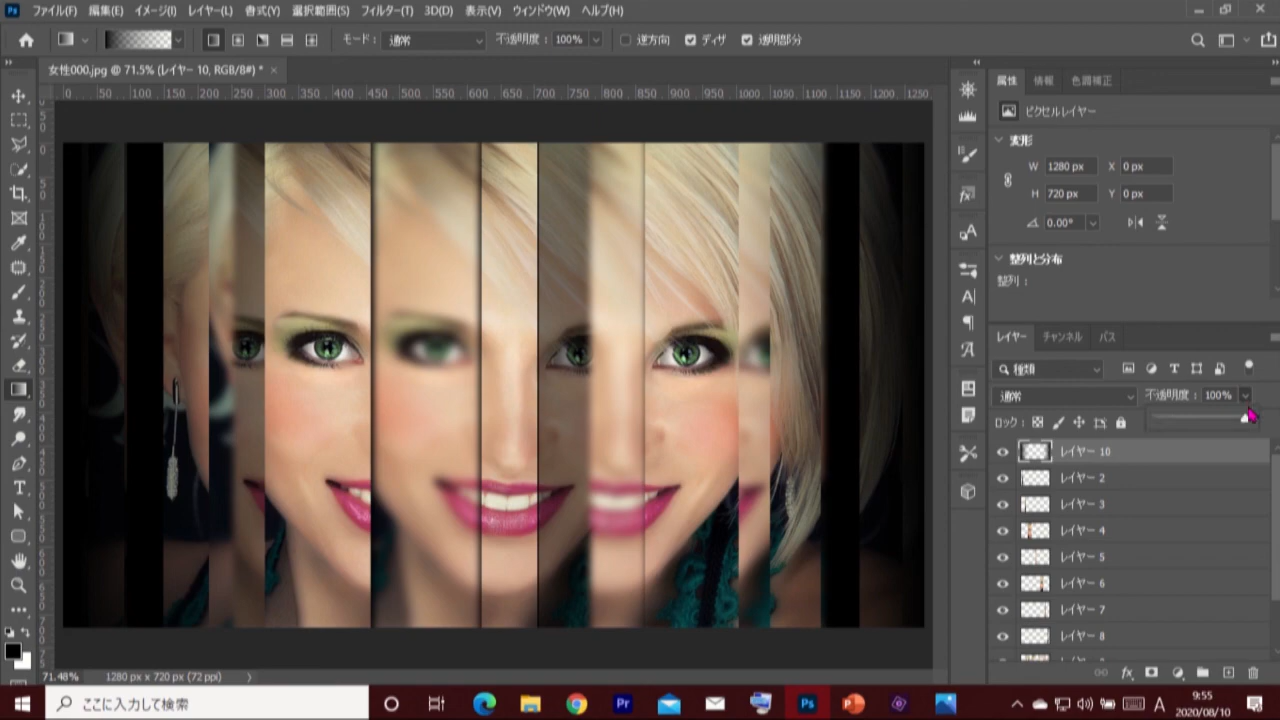 Ps ファイル(F) 編集(E) イメージ(I) レイヤー(L) 書式(Y) 選択範囲(S) フィルター(T) 3D(D) 表示(V) ウィンドウ(W) ヘルプ(H)
モード： 通常 不透明度： 100% 逆方向 ディザ 透明部分
女性000.jpg @ 71.5% (レイヤー 10, RGB/8#) * ×
0 50 100 150 200 250 300 350 400 450 500 550 600 650 700 750 800 850 900 950 1000 1050 1100 1150 1200 1250
属性 情報 色調補正
ピクセルレイヤー
変形
W 1280 px X 0 px
H 720 px Y 0 px
0.00°
整列と分布
整列：
レイヤー チャンネル パス
種類
通常 不透明度： 100%
ロック：
レイヤー 10
レイヤー 2
レイヤー 3
レイヤー 4
レイヤー 5
レイヤー 6
レイヤー 7
レイヤー 8
71.48% 1280 px x 720 px (72 ppi)
ここに入力して検索
Pr Ps A
9:55
2020/08/10